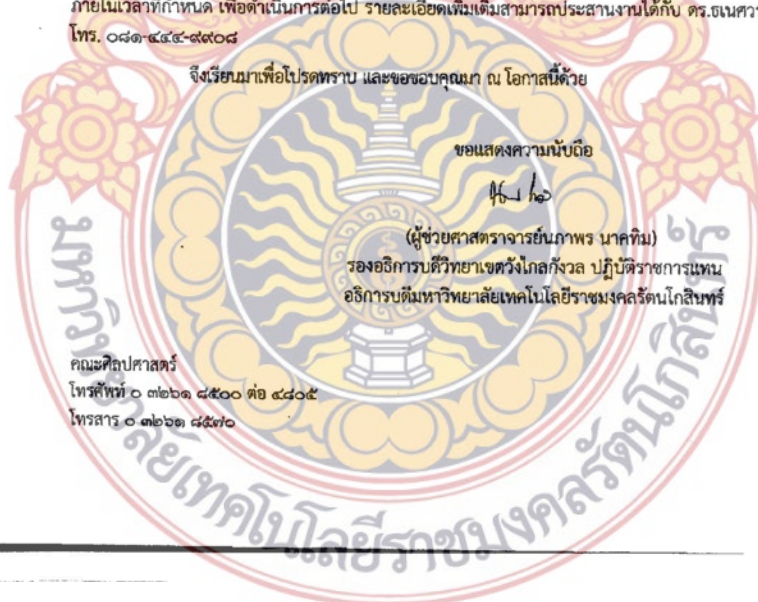 ภายในเวลาที่กำหนด เพื่อดำเนินการต่อไป รายละเอียดเพิ่มเติมสามารถประสานงานได้กับ ดร.ธเนศ
โทร. ๐๘๑-๔๔๔-๙๙๐๘
จึงเรียนมาเพื่อโปรดทราบ และขอขอบคุณมา ณ โอกาสนี้ด้วย
ขอแสดงความนับถือ
(ผู้ช่วยศาสตราจารย์นภาพร นาคทิม)
รองอธิการบดีวิทยาเขตวังไกลกังวล ปฏิบัติราชการแทน
อธิการบดีมหาวิทยาลัยเทคโนโลยีราชมงคลรัตนโกสินทร์
คณะศิลปศาสตร์
โทรศัพท์ ๐ ๓๒๖๑ ๘๕๐๐ ต่อ ๔๘๐๕
โทรสาร ๐ ๓๒๖๑ ๘๕๗๐
มหาวิทยาลัยเทคโนโลยีราชมงคลรัตนโกสินทร์